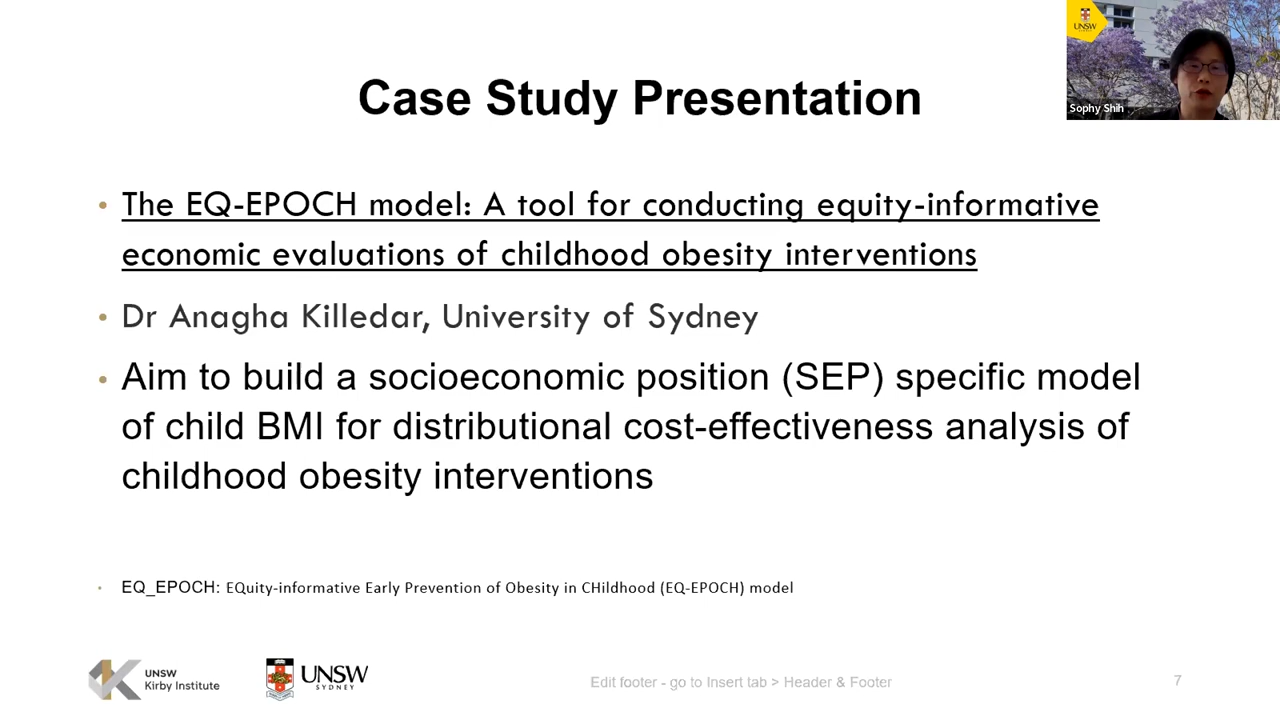 UNSW
SYDNEY
Sophy Shih
Case Study Presentation
• The EQ-EPOCH model: A tool for conducting equity-informative
economic evaluations of childhood obesity interventions
• Dr Anagha Killedar, University of Sydney
• Aim to build a socioeconomic position (SEP) specific model
of child BMI for distributional cost-effectiveness analysis of
childhood obesity interventions
• EQ_EPOCH: EQuity-informative Early Prevention of Obesity in CHildhood (EQ-EPOCH) model
UNSW
Kirby Institute
UNSW
SYDNEY
Edit footer - go to Insert tab > Header & Footer
7